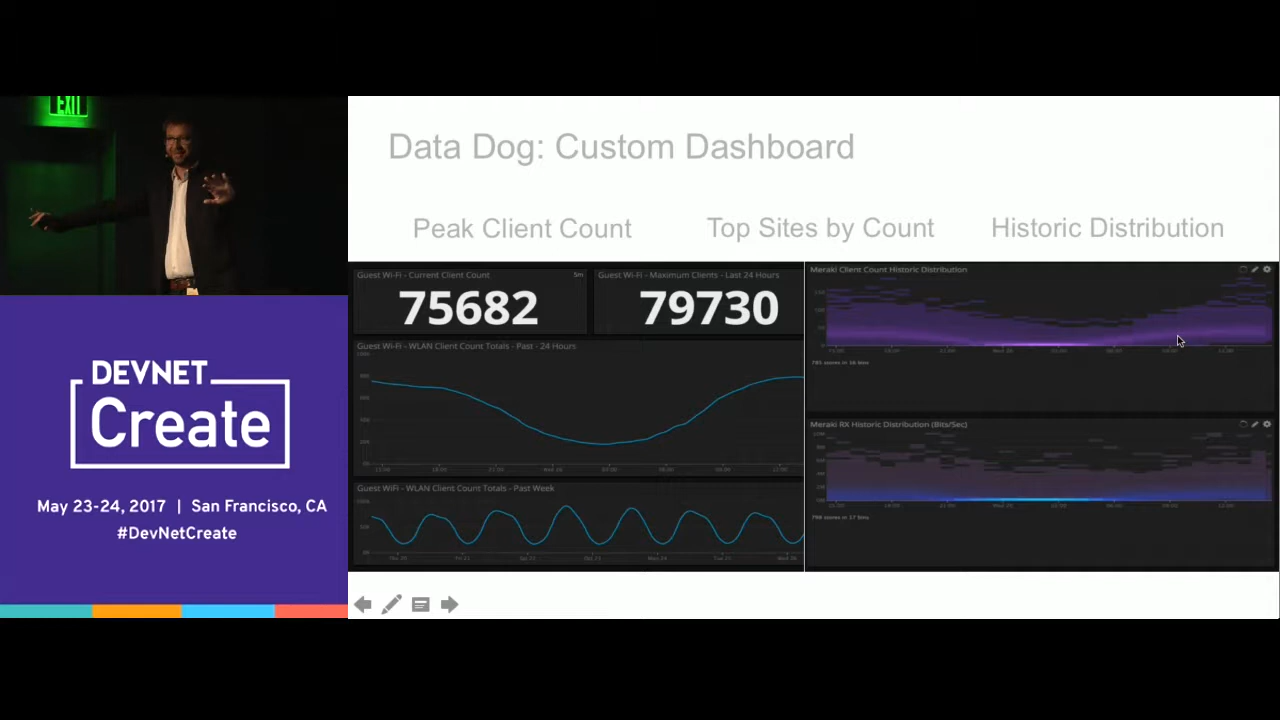 EXIT
DEVNET
Create
May 23-24, 2017 | San Francisco, CA
#DevNetCreate
Data Dog: Custom Dashboard
Peak Client Count
Top Sites by Count
Historic Distribution
Guest Wi-Fi - Current Client Count
5m
75682
Guest Wi-Fi - Maximum Clients - Last 24 Hours
79730
Guest Wi-Fi - WLAN Client Count Totals - Past - 24 Hours
Guest WiFi - WLAN Client Count Totals - Past Week
Meraki Client Count Historic Distribution
Meraki RX Historic Distribution (Bits/Sec)